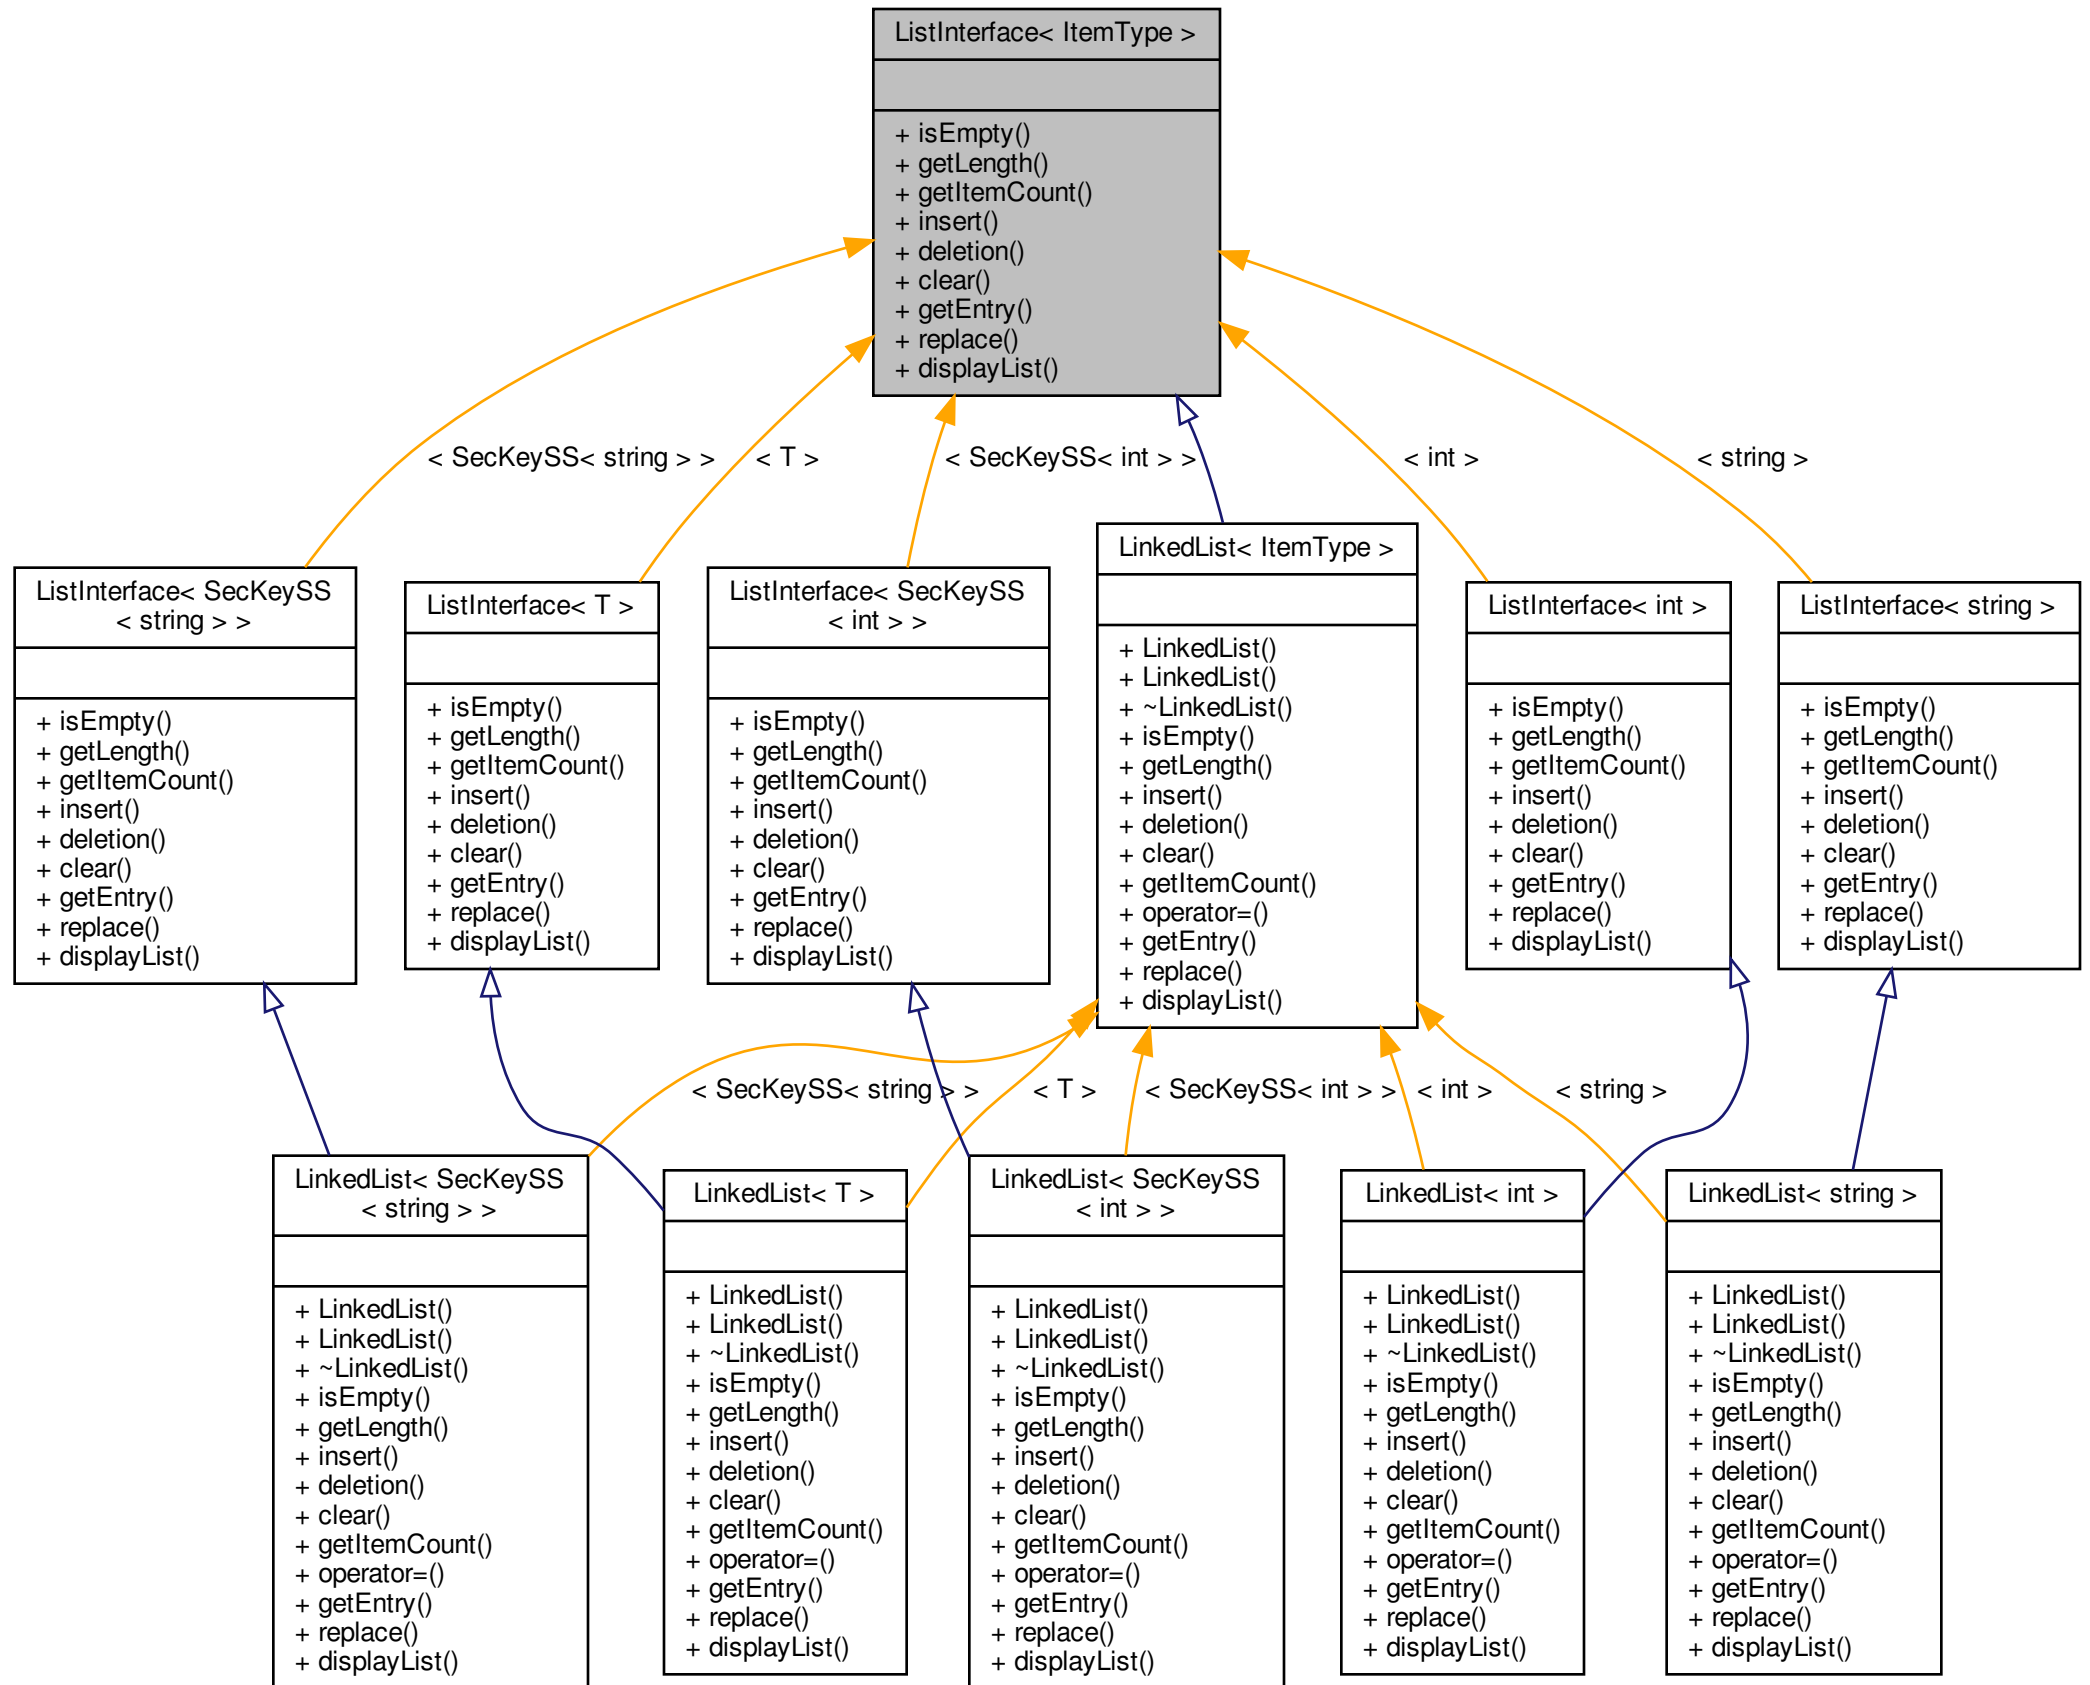 ListInterface< ItemType >
+ isEmpty()
+ getLength()
+ getItemCount()
+ insert()
+ deletion()
+ clear()
+ getEntry()
+ replace()
+ displayList()
< SecKeySS< string > >
< T >
< SecKeySS< int > >
< int >
< string >
ListInterface< SecKeySS
< string > >
+ isEmpty()
+ getLength()
+ getItemCount()
+ insert()
+ deletion()
+ clear()
+ getEntry()
+ replace()
+ displayList()
ListInterface< T >
+ isEmpty()
+ getLength()
+ getItemCount()
+ insert()
+ deletion()
+ clear()
+ getEntry()
+ replace()
+ displayList()
ListInterface< SecKeySS
< int > >
+ isEmpty()
+ getLength()
+ getItemCount()
+ insert()
+ deletion()
+ clear()
+ getEntry()
+ replace()
+ displayList()
LinkedList< ItemType >
+ LinkedList()
+ LinkedList()
+ ~LinkedList()
+ isEmpty()
+ getLength()
+ insert()
+ deletion()
+ clear()
+ getItemCount()
+ operator=()
+ getEntry()
+ replace()
+ displayList()
ListInterface< int >
+ isEmpty()
+ getLength()
+ getItemCount()
+ insert()
+ deletion()
+ clear()
+ getEntry()
+ replace()
+ displayList()
ListInterface< string >
+ isEmpty()
+ getLength()
+ getItemCount()
+ insert()
+ deletion()
+ clear()
+ getEntry()
+ replace()
+ displayList()
< SecKeySS< string > >
< T >
< SecKeySS< int > >
< int >
< string >
LinkedList< SecKeySS
< string > >
+ LinkedList()
+ LinkedList()
+ ~LinkedList()
+ isEmpty()
+ getLength()
+ insert()
+ deletion()
+ clear()
+ getItemCount()
+ operator=()
+ getEntry()
+ replace()
+ displayList()
LinkedList< T >
+ LinkedList()
+ LinkedList()
+ ~LinkedList()
+ isEmpty()
+ getLength()
+ insert()
+ deletion()
+ clear()
+ getItemCount()
+ operator=()
+ getEntry()
+ replace()
+ displayList()
LinkedList< SecKeySS
< int > >
+ LinkedList()
+ LinkedList()
+ ~LinkedList()
+ isEmpty()
+ getLength()
+ insert()
+ deletion()
+ clear()
+ getItemCount()
+ operator=()
+ getEntry()
+ replace()
+ displayList()
LinkedList< int >
+ LinkedList()
+ LinkedList()
+ ~LinkedList()
+ isEmpty()
+ getLength()
+ insert()
+ deletion()
+ clear()
+ getItemCount()
+ operator=()
+ getEntry()
+ replace()
+ displayList()
LinkedList< string >
+ LinkedList()
+ LinkedList()
+ ~LinkedList()
+ isEmpty()
+ getLength()
+ insert()
+ deletion()
+ clear()
+ getItemCount()
+ operator=()
+ getEntry()
+ replace()
+ displayList()